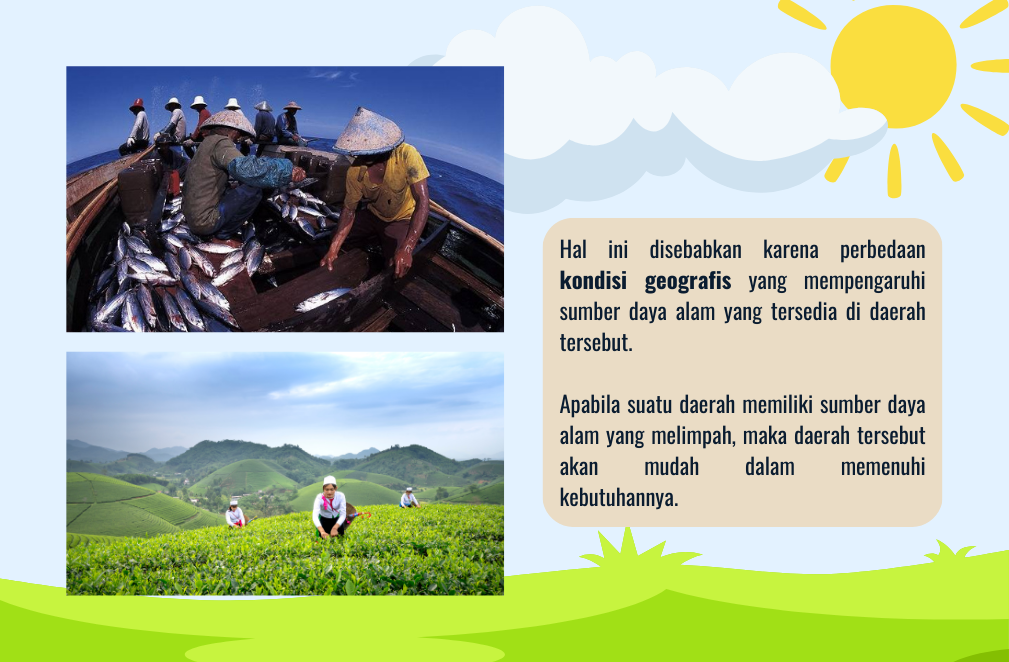 Hal ini disebabkan karena perbedaan
kondisi geografis yang mempengaruhi
sumber daya alam yang tersedia di daerah
tersebut.
Apabila suatu daerah memiliki sumber daya
alam yang melimpah, maka daerah tersebut
akan mudah dalam memenuhi
kebutuhannya.